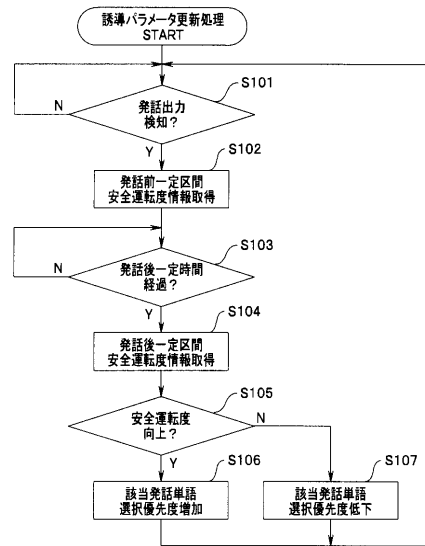 誘導パラメータ更新処理
START
S101
発話出力
検知?
N
Y
S102
発話前一定区間
安全運転度情報取得
S103
発話後一定時間
経過?
N
Y
S104
発話後一定区間
安全運転度情報取得
S105
安全運転度
向上?
N
Y
S106
該当発話単語
選択優先度増加
S107
該当発話単語
選択優先度低下